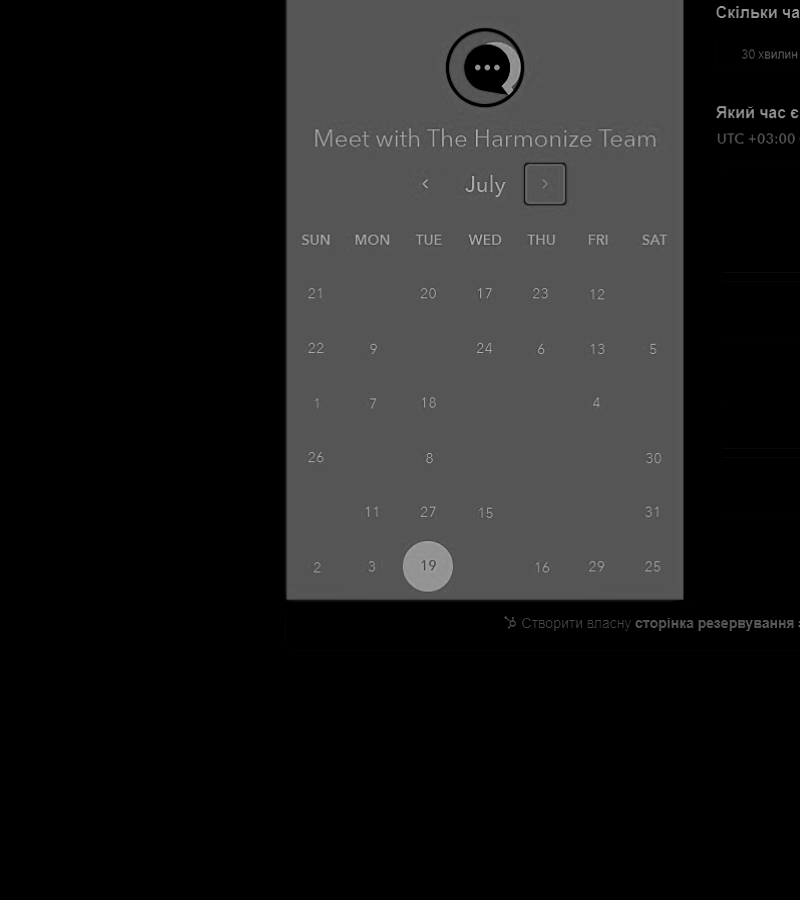 Скільки ча
30 хвилин
Meet with The Harmonize Team
Який час є
UTC +03:00
July
SUN MON TUE WED THU FRI SAT
21 20 17 23 12
22 9 24 6 13 5
1 7 18 4
26 8 30
11 27 15 31
2 3 19 16 29 25
Створити власну сторінка резервування